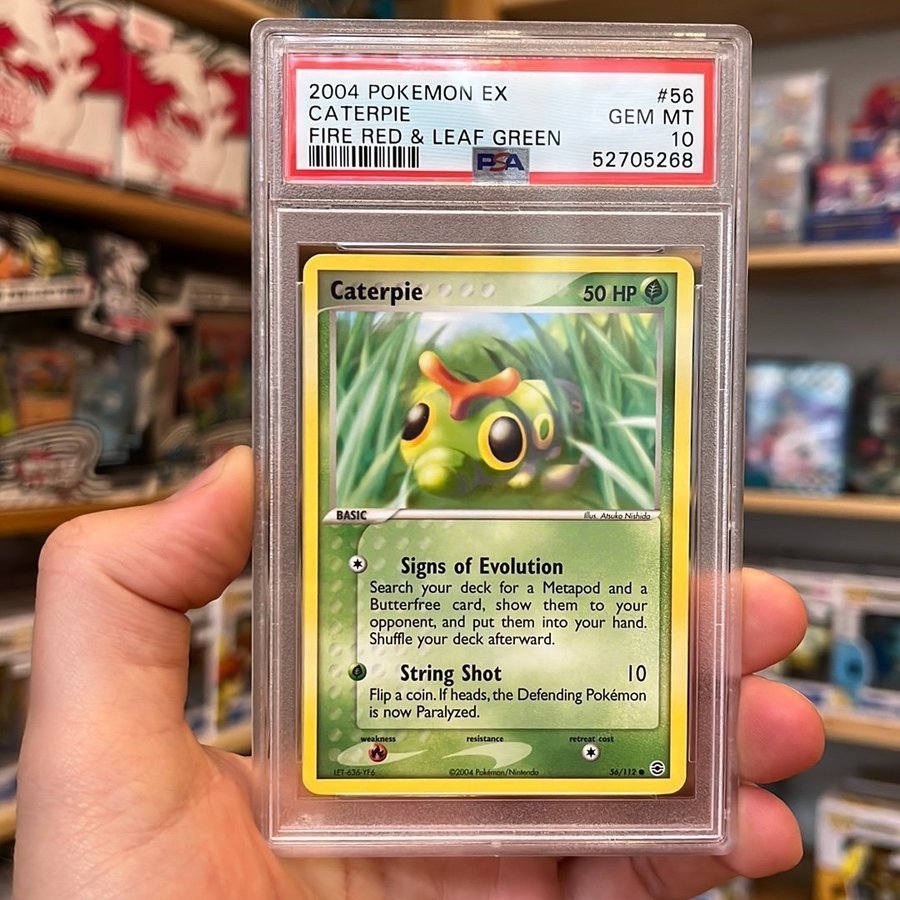 2004 POKEMON EX #56
CATERPIE GEM MT
FIRE RED & LEAF GREEN 10
PSA 52705268
Caterpie 50 HP
BASIC Illus. Atsuko Nishida
Signs of Evolution
Search your deck for a Metapod and a
Butterfree card, show them to your
opponent, and put them into your hand.
Shuffle your deck afterward.
String Shot 10
Flip a coin. If heads, the Defending Pokémon
is now Paralyzed.
weakness resistance retreat cost
LET-636-YF6 ©2004 Pokémon/Nintendo 56/112